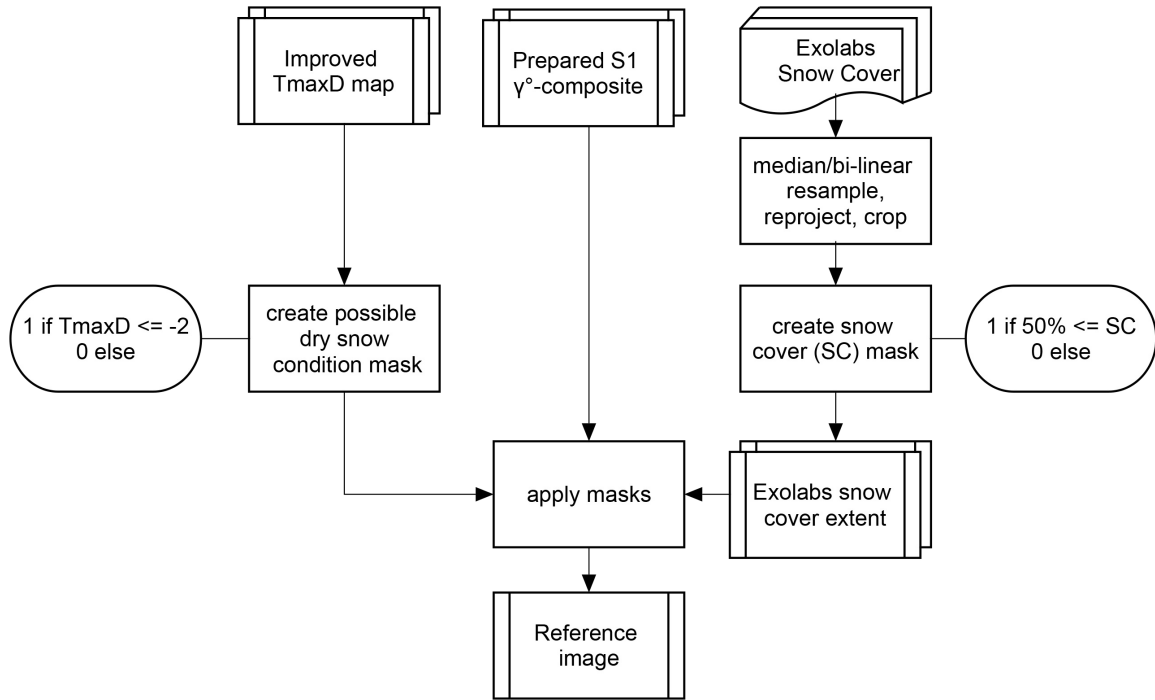 Improved
TmaxD map
Prepared S1
γ°-composite
Exolabs
Snow Cover
median/bi-linear
resample,
reproject, crop
1 if TmaxD <= -2
0 else
create possible
dry snow
condition mask
create snow
cover (SC) mask
1 if 50% <= SC
0 else
apply masks
Exolabs snow
cover extent
Reference
image